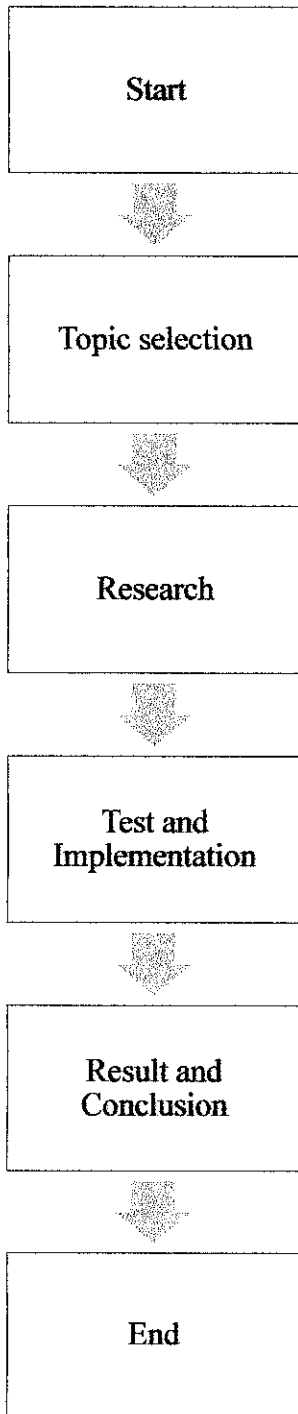 Start
Topic selection
Research
Test and
Implementation
Result and
Conclusion
End